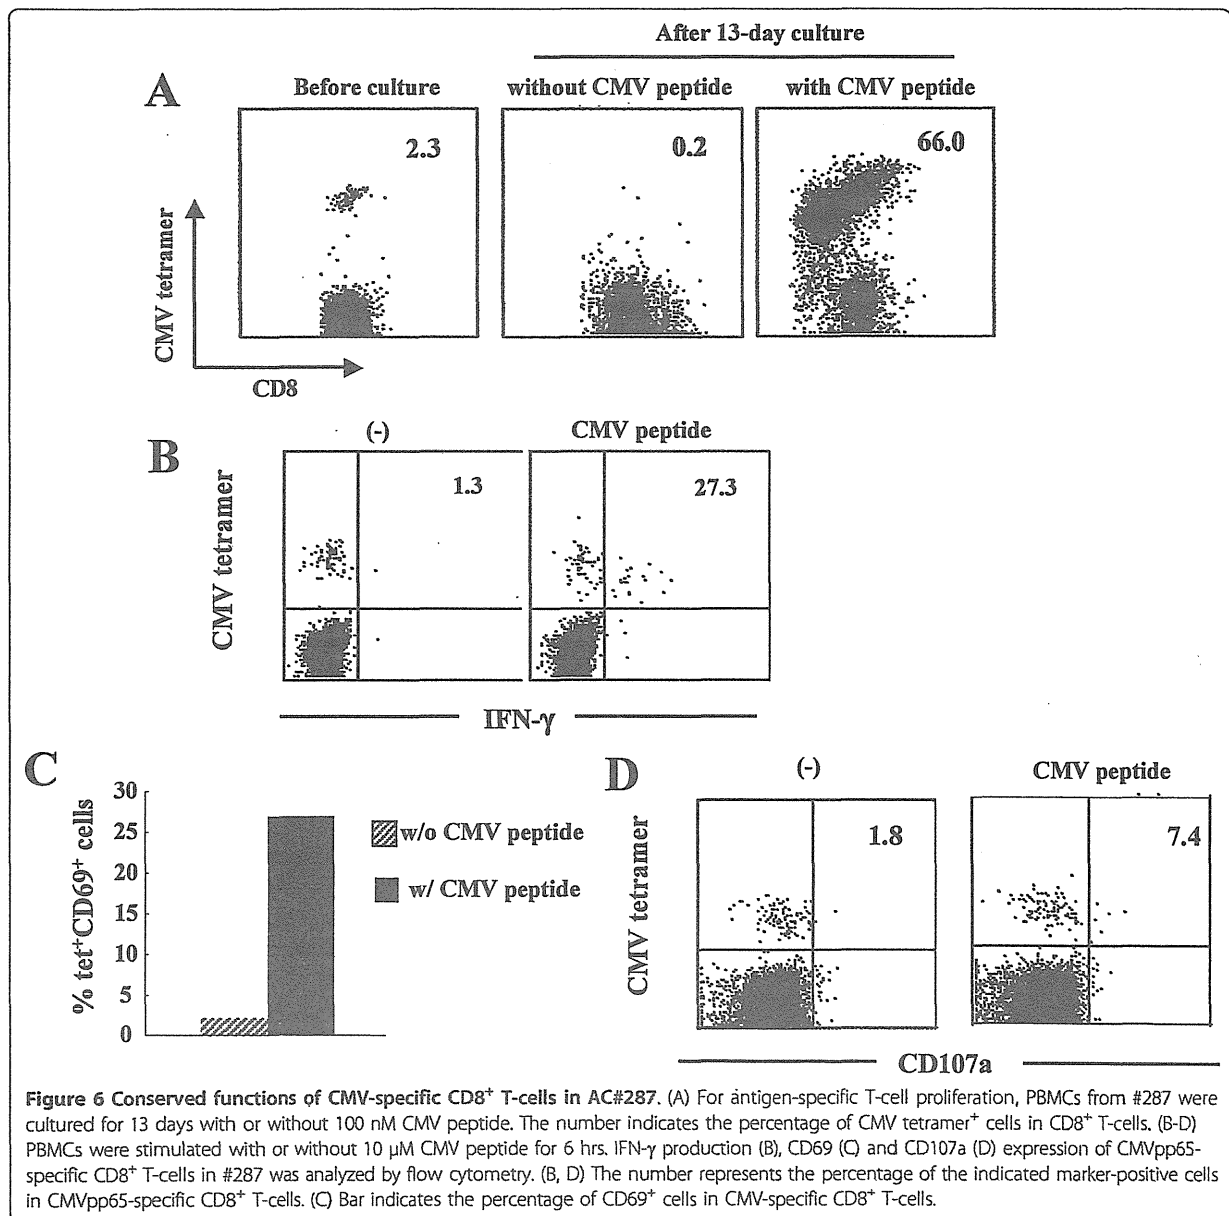 After 13-day culture
A
Before culture
without CMV peptide
with CMV peptide
2.3
0.2
66.0
CMV tetramer
CD8
B
(-)
CMV peptide
1.3
27.3
CMV tetramer
IFN-γ
C
30
25
20
15
10
5
0
% tet⁺CD69⁺ cells
w/o CMV peptide
w/ CMV peptide
D
(-)
CMV peptide
1.8
7.4
CMV tetramer
CD107a
Figure 6 Conserved functions of CMV-specific CD8⁺ T-cells in AC#287. (A) For antigen-specific T-cell proliferation, PBMCs from #287 were
cultured for 13 days with or without 100 nM CMV peptide. The number indicates the percentage of CMV tetramer⁺ cells in CD8⁺ T-cells. (B-D)
PBMCs were stimulated with or without 10 μM CMV peptide for 6 hrs. IFN-γ production (B), CD69 (C) and CD107a (D) expression of CMVpp65-
specific CD8⁺ T-cells in #287 was analyzed by flow cytometry. (B, D) The number represents the percentage of the indicated marker-positive cells
in CMVpp65-specific CD8⁺ T-cells. (C) Bar indicates the percentage of CD69⁺ cells in CMV-specific CD8⁺ T-cells.